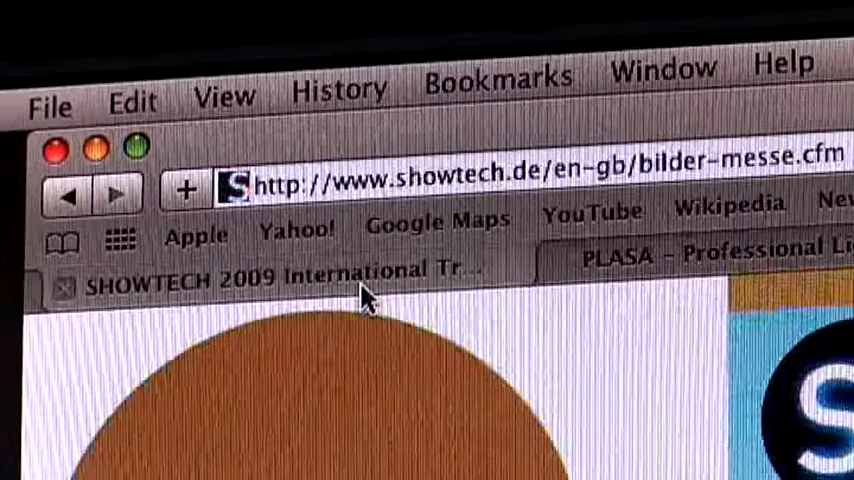 File Edit View History Bookmarks Window Help
http://www.showtech.de/en-gb/bilder-messe.cfm
Apple Yahoo! Google Maps YouTube Wikipedia
SHOWTECH 2009 International Tr... PLASA - Professional
S
S